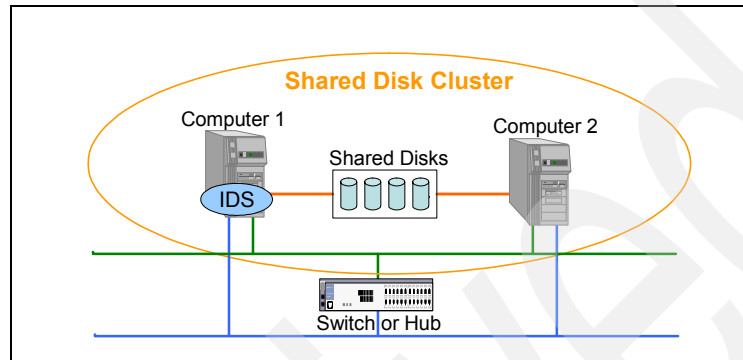 Shared Disk Cluster
Computer 1
Computer 2
Shared Disks
IDS
Switch or Hub